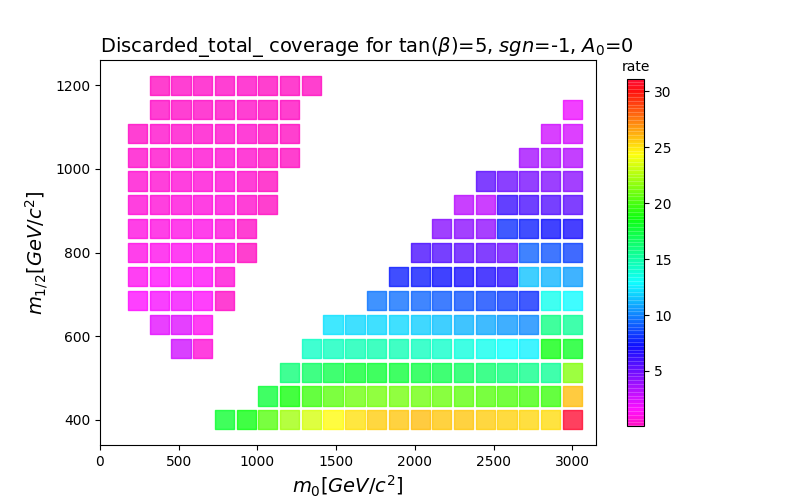 Discarded_total_ coverage for tan(β)=5, sgn=-1, A₀=0
rate
1200
1000
800
600
400
m₁/₂[GeV/c²]
0 500 1000 1500 2000 2500 3000
m₀[GeV/c²]
30
25
20
15
10
5